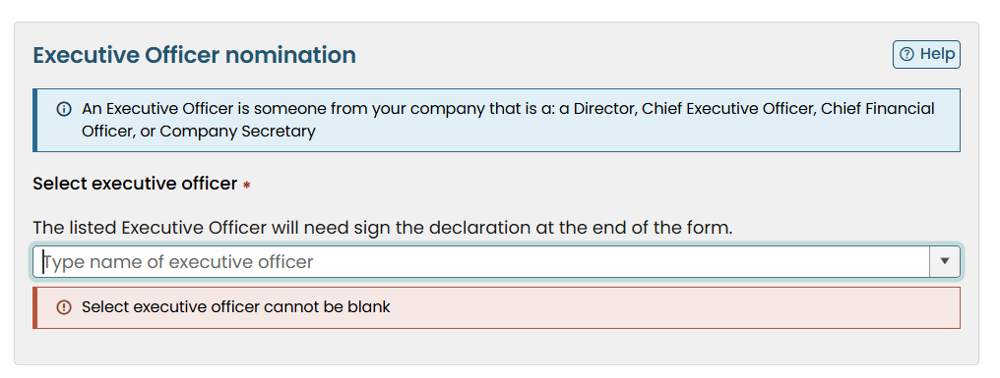 Executive Officer nomination
Help
An Executive Officer is someone from your company that is a: a Director, Chief Executive Officer, Chief Financial
Officer, or Company Secretary
Select executive officer *
The listed Executive Officer will need sign the declaration at the end of the form.
Type name of executive officer
Select executive officer cannot be blank